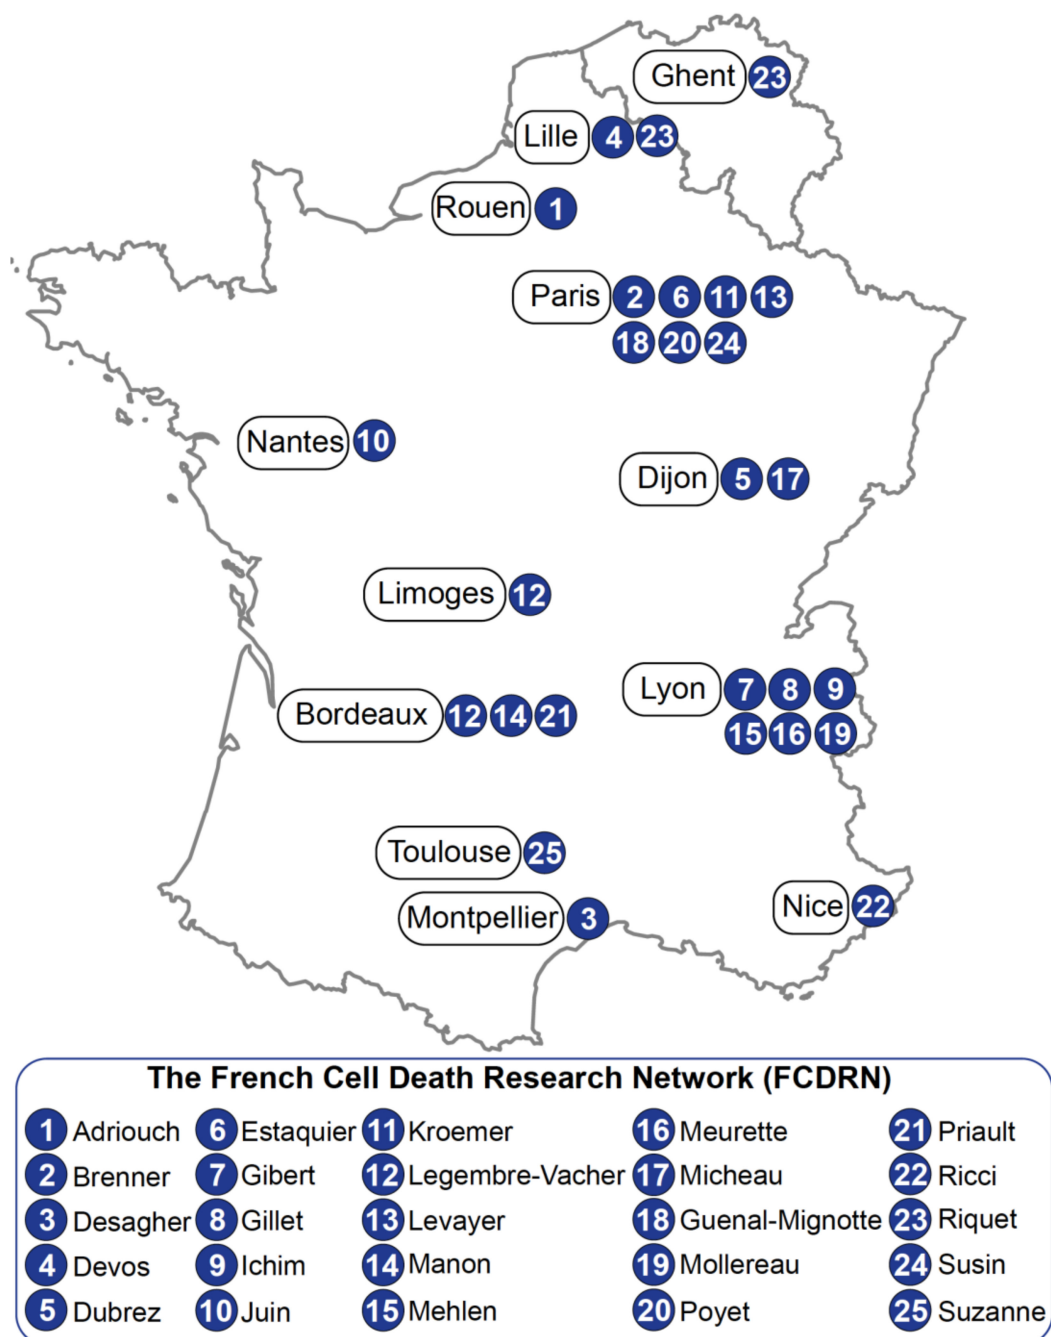 Ghent 23
Lille 4 23
Rouen 1
Paris 2 6 11 13
18 20 24
Nantes 10
Dijon 5 17
Limoges 12
Lyon 7 8 9
15 16 19
Bordeaux 12 14 21
Toulouse 25
Nice 22
Montpellier 3
The French Cell Death Research Network (FCDRN)
1 Adriouch 6 Estaquier 11 Kroemer 16 Meurette 21 Priault
2 Brenner 7 Gibert 12 Legembre-Vacher 17 Micheau 22 Ricci
3 Desagher 8 Gillet 13 Levayer 18 Guenal-Mignotte 23 Riquet
4 Devos 9 Ichim 14 Manon 19 Mollereau 24 Susin
5 Dubrez 10 Juin 15 Mehlen 20 Poyet 25 Suzanne